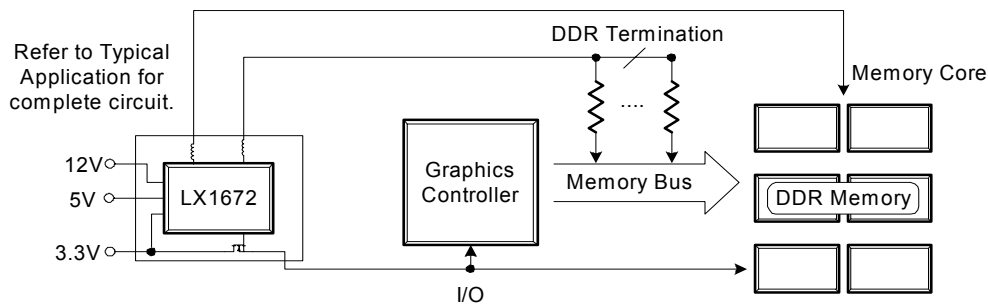 Refer to Typical
Application for
complete circuit.
DDR Termination
....
Memory Core
12V
5V
3.3V
LX1672
Graphics
Controller
Memory Bus
DDR Memory
I/O